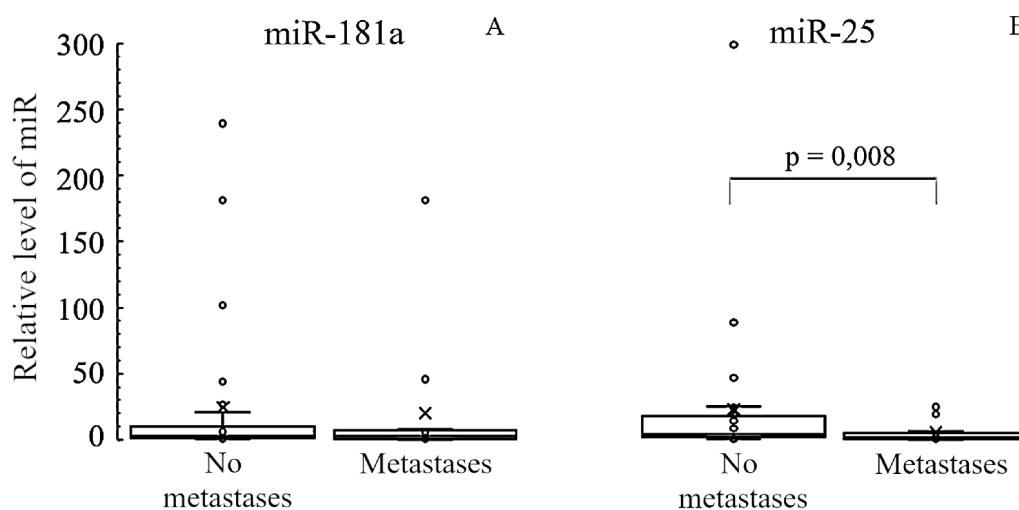 miR-181a
A
miR-25
Relative level of miR
300
250
200
150
100
50
0
p = 0,008
No
metastases
Metastases
No
metastases
Metastases